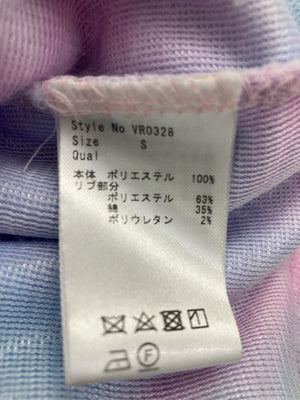 Style No VR0328
Size S
Qual
本体 ポリエステル 100%
リブ部分
ポリエステル 63%
綿 35%
ポリウレタン 2%
F